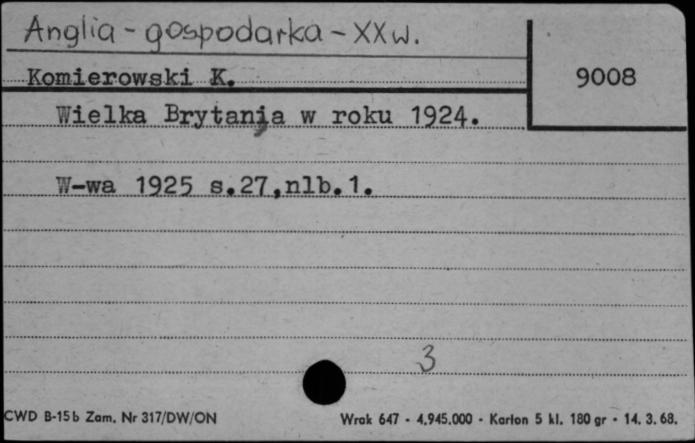 Anglia - gospodarka - XX w.
Komierowski K.
9008
Wielka Brytania w roku 1924.
W-wa 1925 s.27,nlb.1.
3
CWD B-15b Zam. Nr 317/DW/ON
Wrak 647 - 4.945.000 - Karton 5 kl. 180 gr - 14. 3. 68.